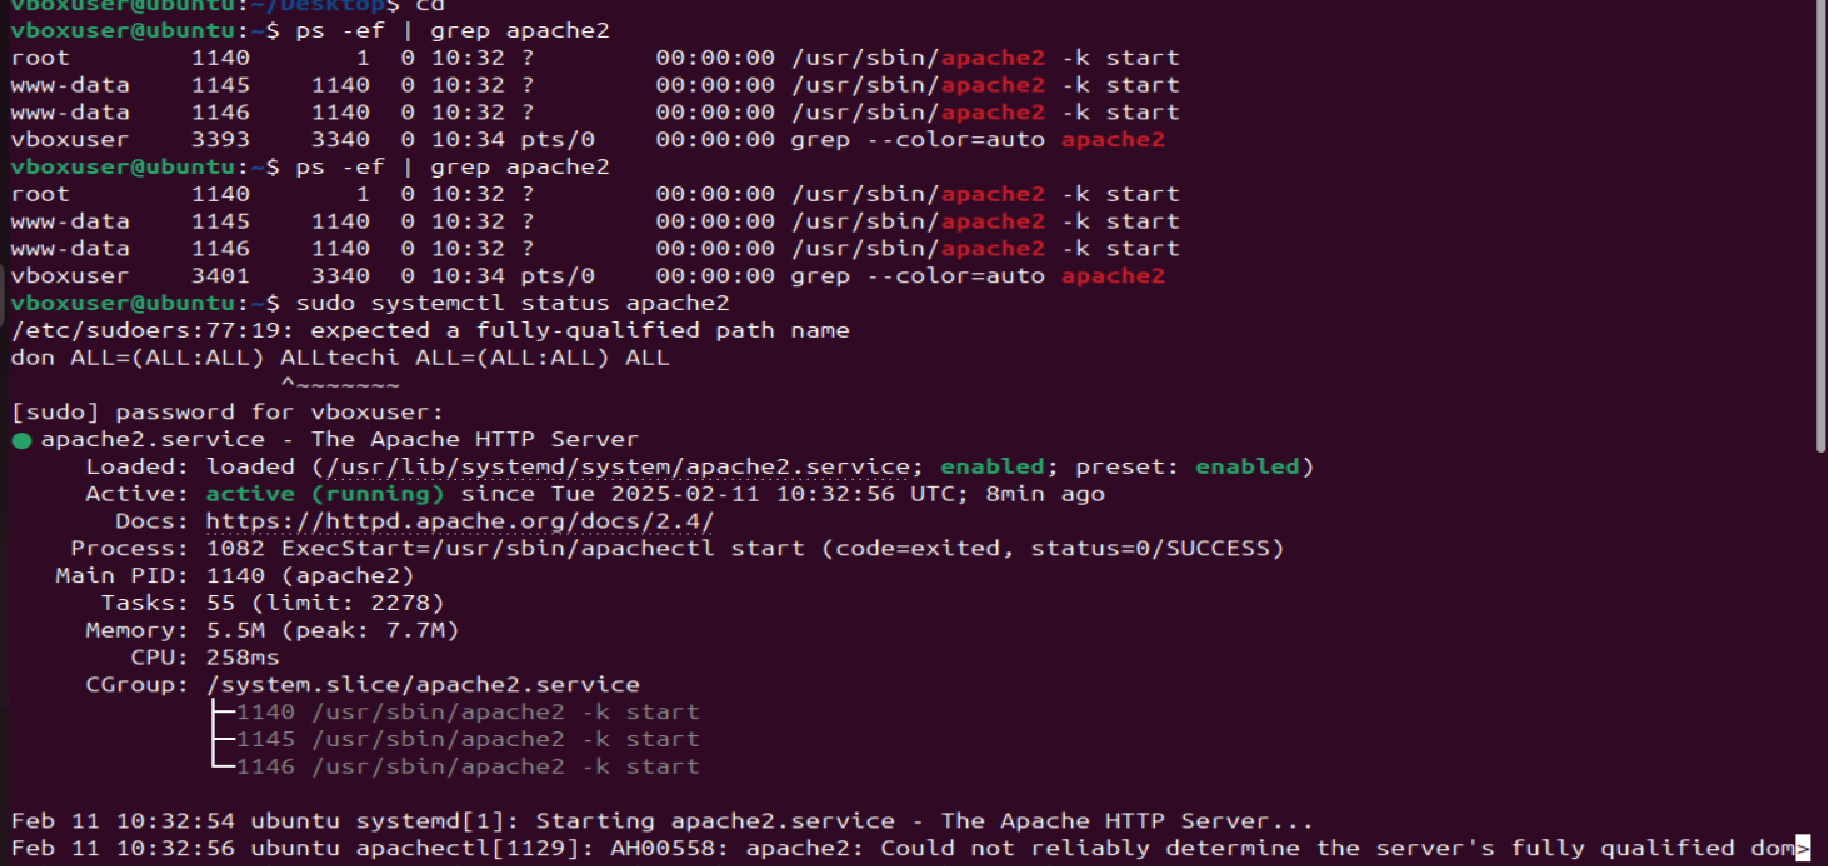 vboxuser@ubuntu:~/Desktop$ cd
vboxuser@ubuntu:~$ ps -ef | grep apache2
root        1140       1  0 10:32 ?        00:00:00 /usr/sbin/apache2 -k start
www-data    1145    1140  0 10:32 ?        00:00:00 /usr/sbin/apache2 -k start
www-data    1146    1140  0 10:32 ?        00:00:00 /usr/sbin/apache2 -k start
vboxuser    3393    3340  0 10:34 pts/0    00:00:00 grep --color=auto apache2
vboxuser@ubuntu:~$ ps -ef | grep apache2
root        1140       1  0 10:32 ?        00:00:00 /usr/sbin/apache2 -k start
www-data    1145    1140  0 10:32 ?        00:00:00 /usr/sbin/apache2 -k start
www-data    1146    1140  0 10:32 ?        00:00:00 /usr/sbin/apache2 -k start
vboxuser    3401    3340  0 10:34 pts/0    00:00:00 grep --color=auto apache2
vboxuser@ubuntu:~$ sudo systemctl status apache2
/etc/sudoers:77:19: expected a fully-qualified path name
don ALL=(ALL:ALL) ALLtechi ALL=(ALL:ALL) ALL
                  ^~~~~~~~
[sudo] password for vboxuser:
● apache2.service - The Apache HTTP Server
     Loaded: loaded (/usr/lib/systemd/system/apache2.service; enabled; preset: enabled)
     Active: active (running) since Tue 2025-02-11 10:32:56 UTC; 8min ago
       Docs: https://httpd.apache.org/docs/2.4/
    Process: 1082 ExecStart=/usr/sbin/apachectl start (code=exited, status=0/SUCCESS)
   Main PID: 1140 (apache2)
      Tasks: 55 (limit: 2278)
     Memory: 5.5M (peak: 7.7M)
        CPU: 258ms
     CGroup: /system.slice/apache2.service
             ├─1140 /usr/sbin/apache2 -k start
             ├─1145 /usr/sbin/apache2 -k start
             └─1146 /usr/sbin/apache2 -k start

Feb 11 10:32:54 ubuntu systemd[1]: Starting apache2.service - The Apache HTTP Server...
Feb 11 10:32:56 ubuntu apachectl[1129]: AH00558: apache2: Could not reliably determine the server's fully qualified dom>